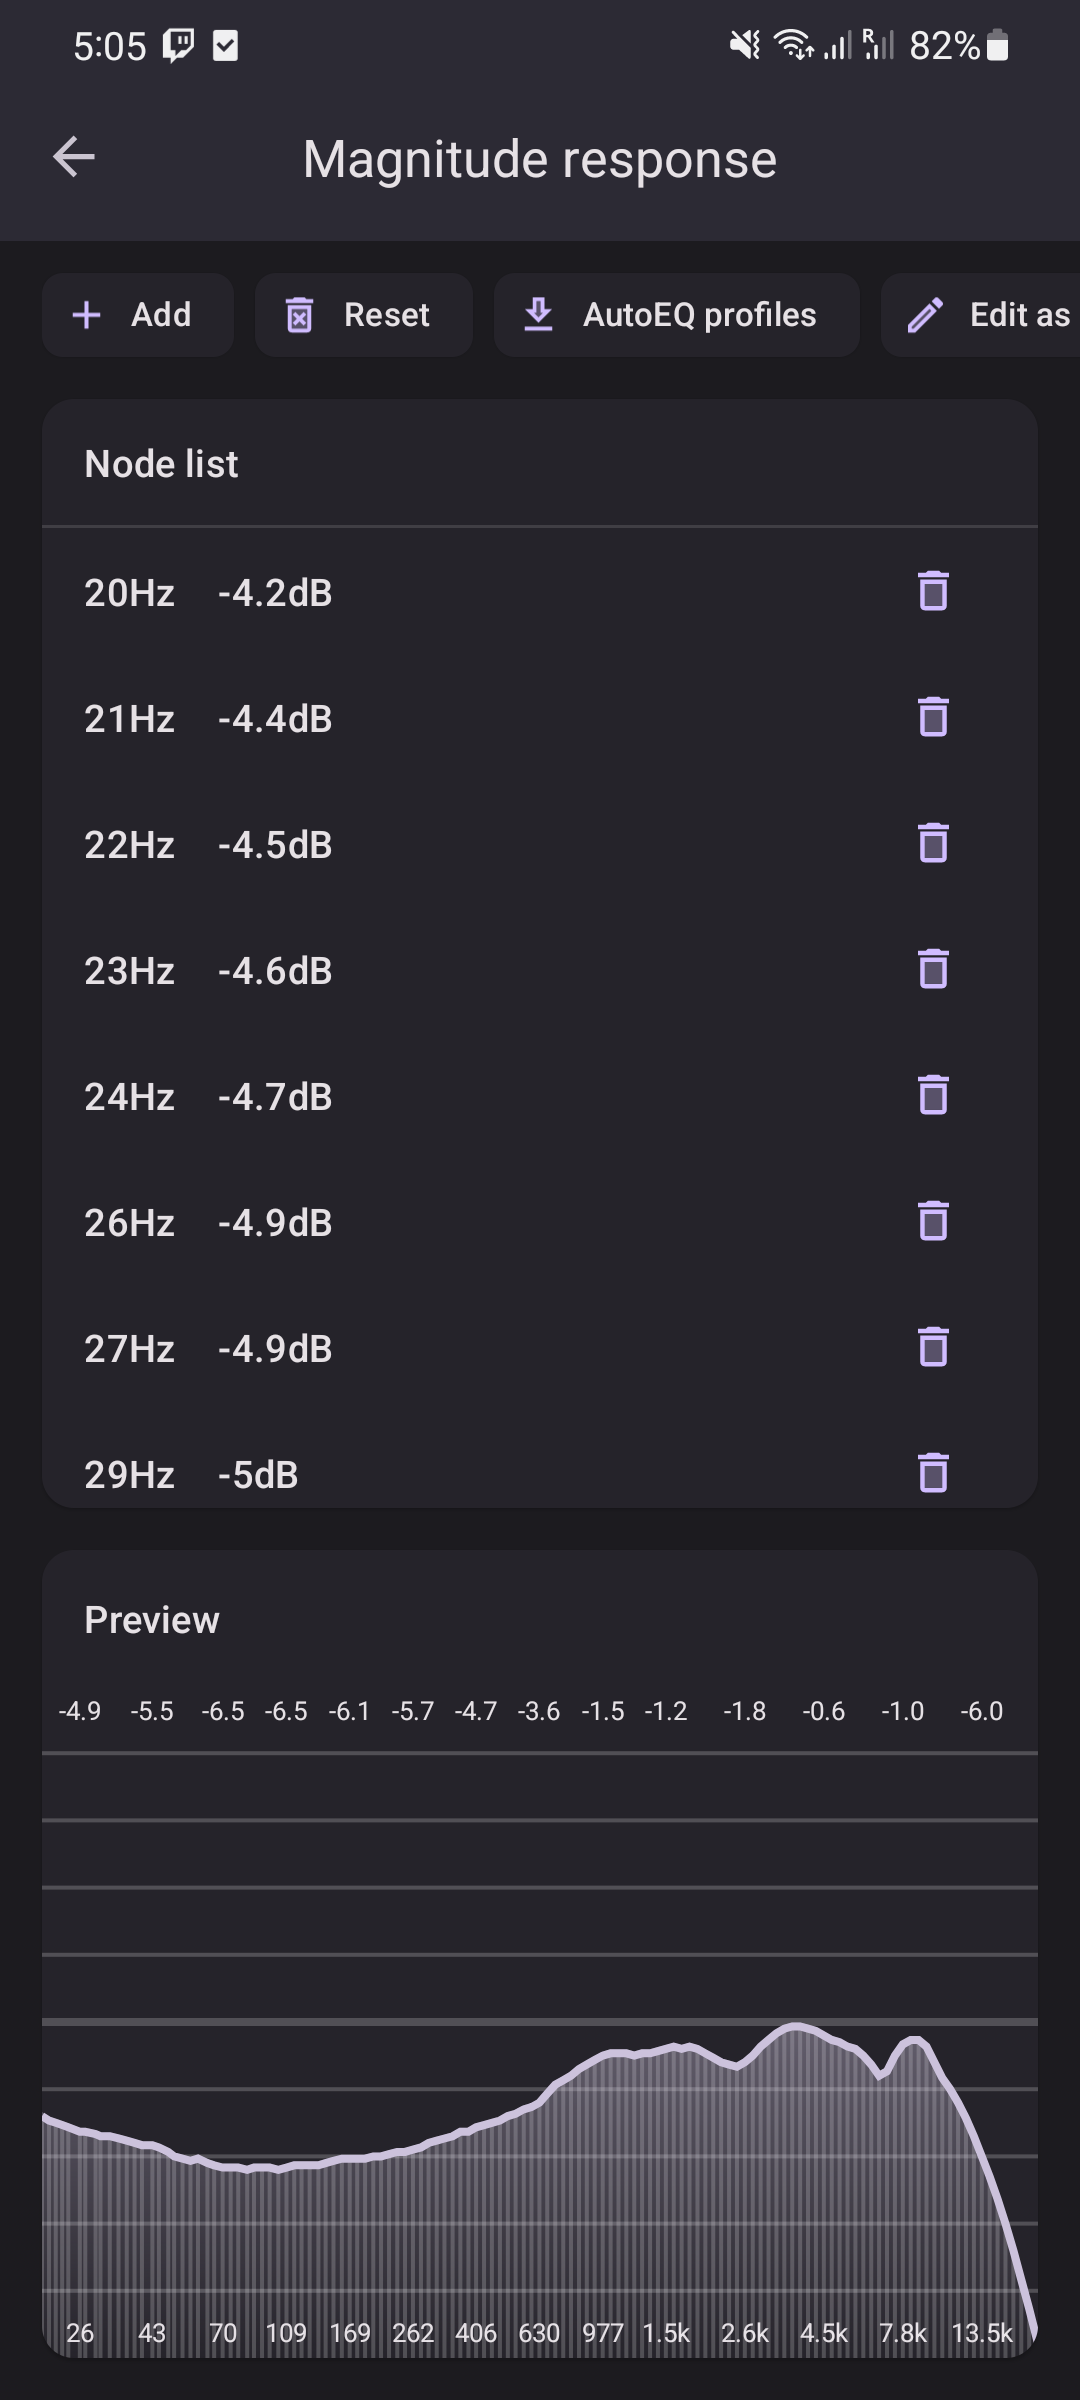 5:05 R 82%
Magnitude response
Add Reset AutoEQ profiles Edit as
Node list
20Hz -4.2dB
21Hz -4.4dB
22Hz -4.5dB
23Hz -4.6dB
24Hz -4.7dB
26Hz -4.9dB
27Hz -4.9dB
29Hz -5dB
Preview
-4.9 -5.5 -6.5 -6.5 -6.1 -5.7 -4.7 -3.6 -1.5 -1.2 -1.8 -0.6 -1.0 -6.0
26 43 70 109 169 262 406 630 977 1.5k 2.6k 4.5k 7.8k 13.5k